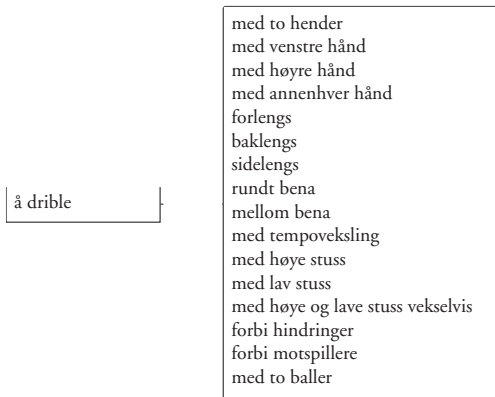 med to hender
med venstre hånd
med høyre hånd
med annenhver hånd
forlengs
baklengs
sidelengs
rundt bena
å drible
mellom bena
med tempoveksling
med høye stuss
med lav stuss
med høye og lave stuss vekselvis
forbi hindringer
forbi motspillere
med to baller